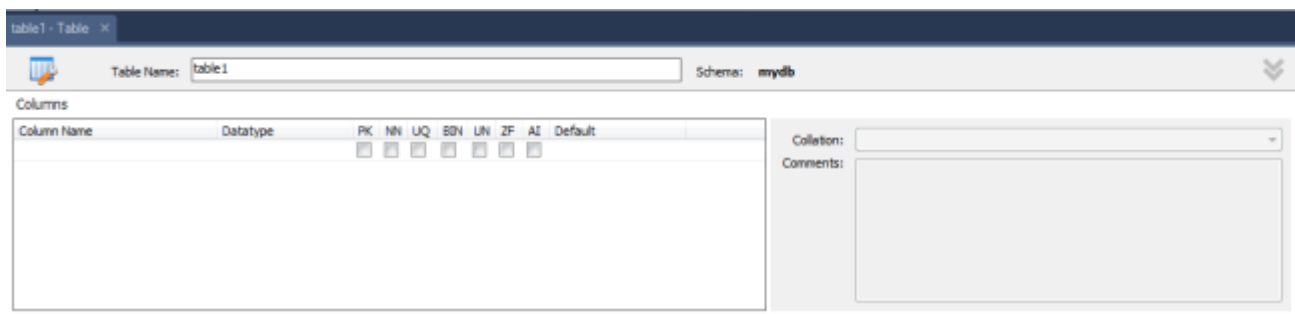 table1 - Table ×
Table Name: table1 Schema: mydb
Columns
Column Name Datatype PK NN UQ BIN UN ZF AI Default
Collation:
Comments: